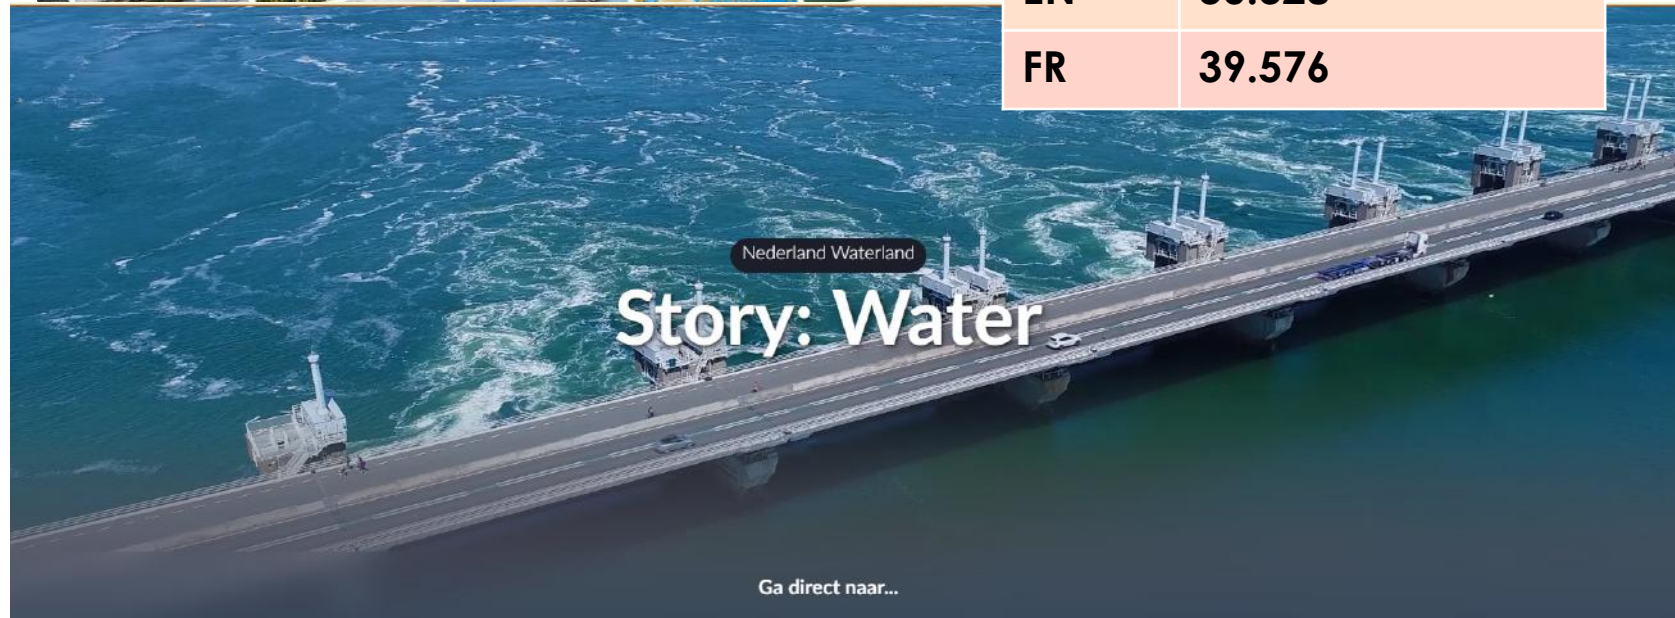 FR 39.576
Nederland Waterland
Story: Water
Ga direct naar...